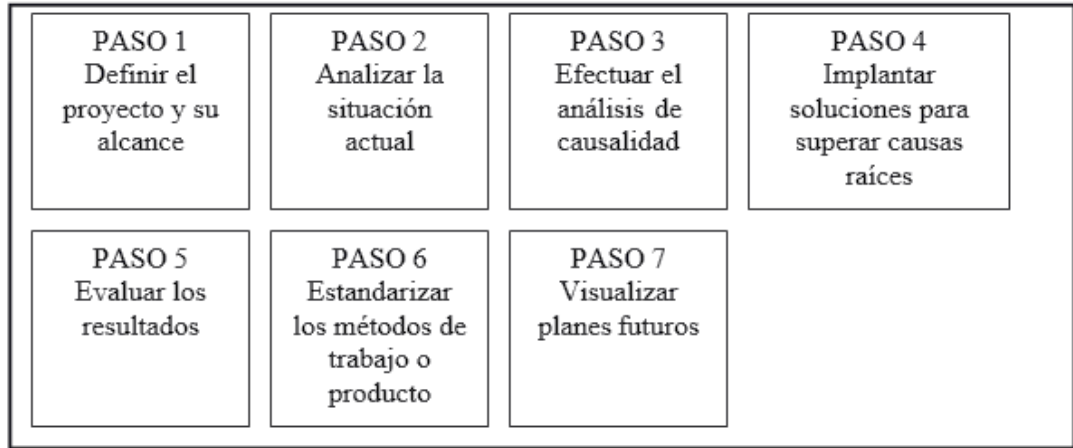 PASO 1
Definir el
proyecto y su
alcance
PASO 2
Analizar la
situación
actual
PASO 3
Efectuar el
análisis de
causalidad
PASO 4
Implantar
soluciones para
superar causas
raíces
PASO 5
Evaluar los
resultados
PASO 6
Estandarizar
los métodos de
trabajo o
producto
PASO 7
Visualizar
planes futuros